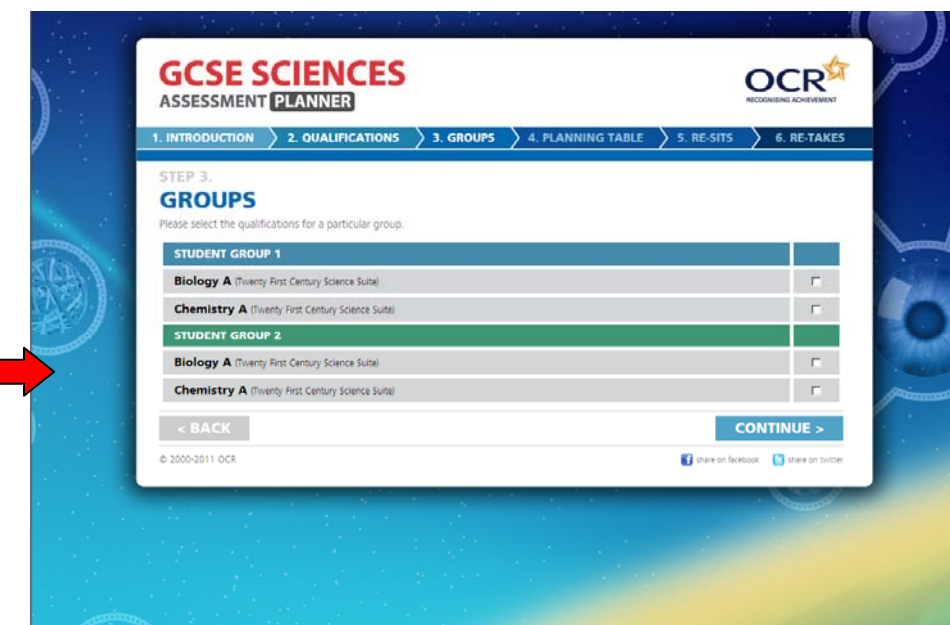 GCSE SCIENCES
ASSESSMENT PLANNER
OCR
RECOGNISING ACHIEVEMENT
1. INTRODUCTION 2. QUALIFICATIONS 3. GROUPS 4. PLANNING TABLE 5. RE-SITS 6. RE-TAKES
STEP 3.
GROUPS
Please select the qualifications for a particular group.
STUDENT GROUP 1
Biology A (Twenty First Century Science Suite)
Chemistry A (Twenty First Century Science Suite)
STUDENT GROUP 2
Biology A (Twenty First Century Science Suite)
Chemistry A (Twenty First Century Science Suite)
< BACK CONTINUE >
© 2000-2011 OCR share on facebook share on twitter